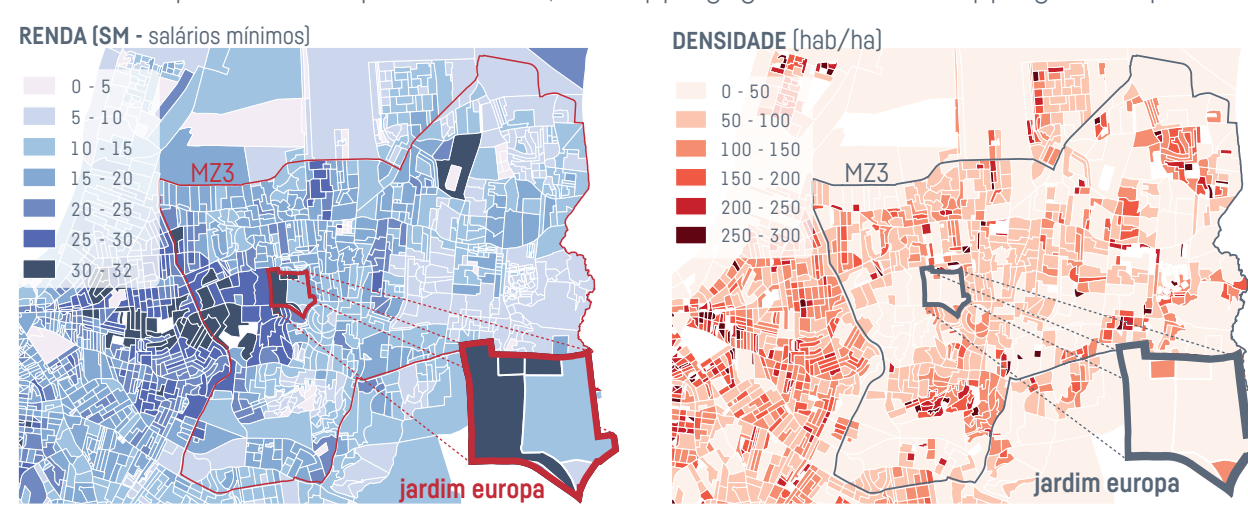 RENDA (SM - salários mínimos)
0 - 5
5 - 10
10 - 15
15 - 20
20 - 25
25 - 30
30 - 32
MZ3
jardim europa
DENSIDADE (hab/ha)
0 - 50
50 - 100
100 - 150
150 - 200
200 - 250
250 - 300
MZ3
jardim europa